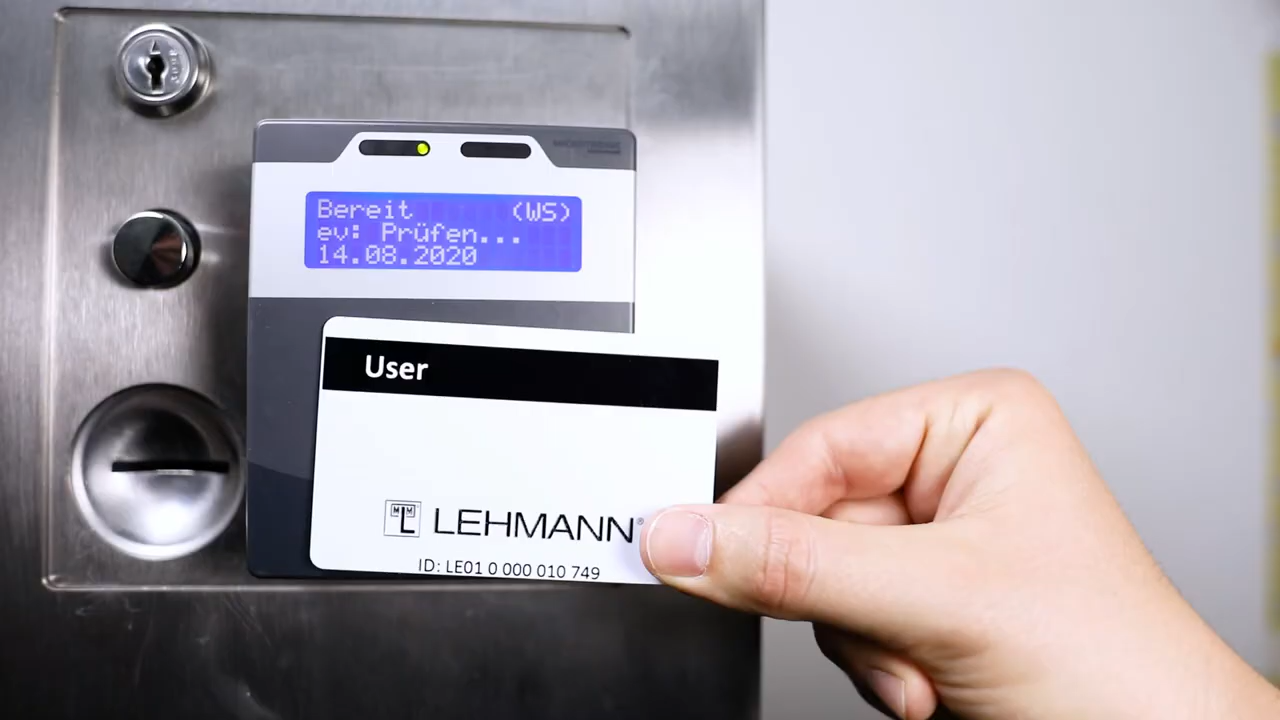 Bereit (WS)
ev: Prüfen...
14.08.2020
User
LEHMANN®
ID: LE01 0 000 010 749